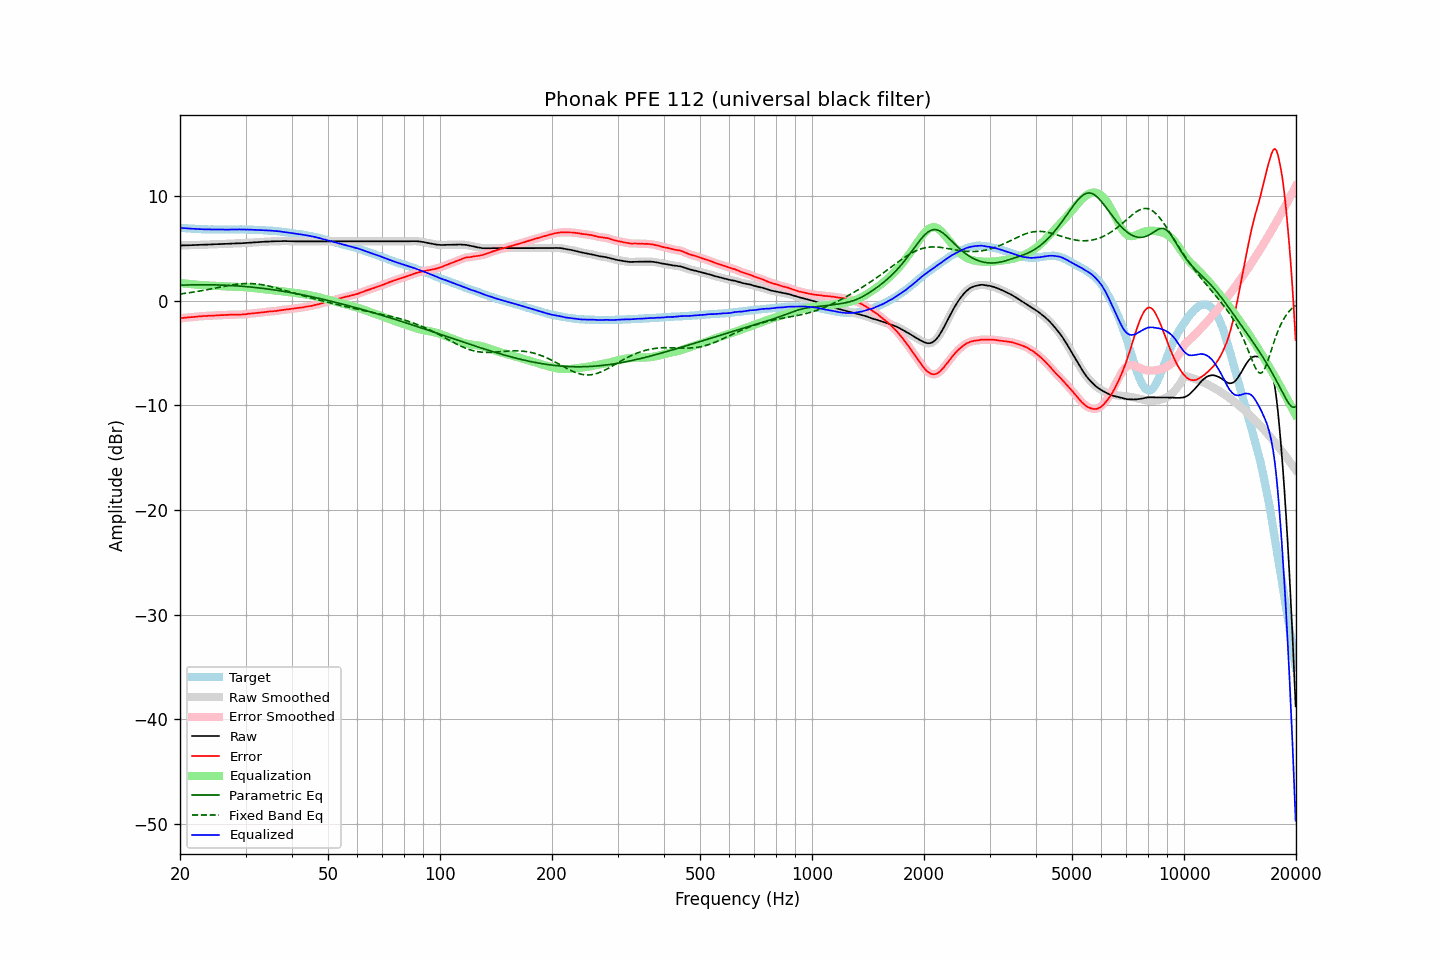 Phonak PFE 112 (universal black filter)
10
0
−10
−20
−30
−40
−50
Amplitude (dBr)
Target
Raw Smoothed
Error Smoothed
Raw
Error
Equalization
Parametric Eq
Fixed Band Eq
Equalized
20 50 100 200 500 1000 2000 5000 10000 20000
Frequency (Hz)